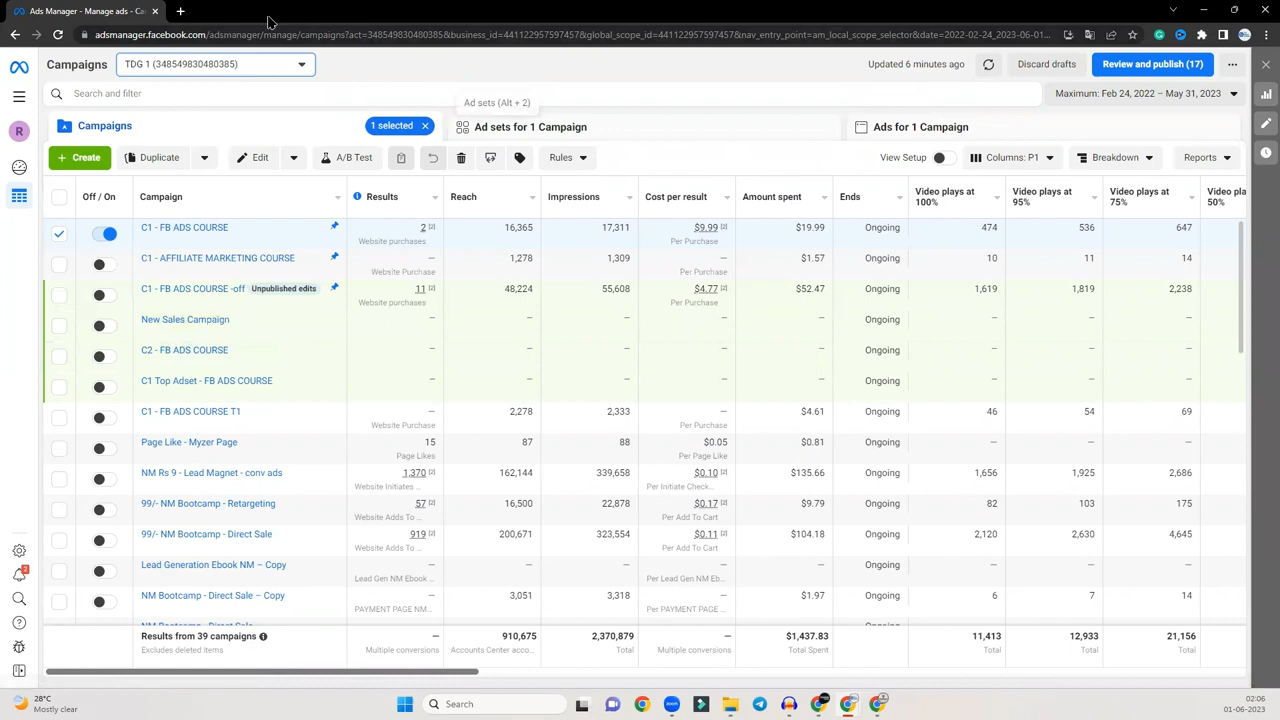 Ads Manager - Manage ads - Ca
adsmanager.facebook.com/adsmanager/manage/campaigns?act=348549830480385&business_id=441122957597457&global_scope_id=441122957597457&nav_entry_point=am_local_scope_selector&date=2022-02-24_2023-06-01...
Campaigns
TDG 1 (348549830480385)
Updated 6 minutes ago
Discard drafts
Review and publish (17)
Search and filter
Ad sets (Alt + 2)
Maximum: Feb 24, 2022 – May 31, 2023
R
Campaigns
1 selected
Ad sets for 1 Campaign
Ads for 1 Campaign
+ Create
Duplicate
Edit
A/B Test
Rules
View Setup
Columns: P1
Breakdown
Reports
Off / On
Campaign
Results
Reach
Impressions
Cost per result
Amount spent
Ends
Video plays at 100%
Video plays at 95%
Video plays at 75%
Video pla 50%
C1 - FB ADS COURSE 2 [2] 16,365 17,311 $9.99 [2] $19.99 Ongoing 474 536 647
Website purchases Per Purchase
C1 - AFFILIATE MARKETING COURSE — 1,278 1,309 — $1.57 Ongoing 10 11 14
Website Purchase Per Purchase
C1 - FB ADS COURSE -off Unpublished edits 11 [2] 48,224 55,608 $4.77 [2] $52.47 Ongoing 1,619 1,819 2,238
Website purchases Per Purchase
New Sales Campaign — — — — — Ongoing — — —
C2 - FB ADS COURSE — — — — — Ongoing — — —
C1 Top Adset - FB ADS COURSE — — — — — Ongoing — — —
C1 - FB ADS COURSE T1 — 2,278 2,333 — $4.61 Ongoing 46 54 69
Website Purchase Per Purchase
Page Like - Myzer Page 15 87 88 $0.05 $0.81 Ongoing — — —
Page Likes Per Page Like
NM Rs 9 - Lead Magnet - conv ads 1,370 [2] 162,144 339,658 $0.10 [2] $135.66 Ongoing 1,656 1,925 2,686
Website Initiates ... Per Initiate Check...
99/- NM Bootcamp - Retargeting 57 [2] 16,500 22,878 $0.17 [2] $9.79 Ongoing 82 103 175
Website Adds To ... Per Add To Cart
99/- NM Bootcamp - Direct Sale 919 [2] 200,671 323,554 $0.11 [2] $104.18 Ongoing 2,120 2,630 4,645
Website Adds To ... Per Add To Cart
Lead Generation Ebook NM – Copy — — — — — Ongoing — — —
Lead Gen NM Ebook ... Per Lead Gen NM Eb...
NM Bootcamp - Direct Sale – Copy — 3,051 3,318 — $1.97 Ongoing 6 7 14
PAYMENT PAGE NM... Per PAYMENT PAGE ...
Results from 39 campaigns — 910,675 2,370,879 — $1,437.83 11,413 12,933 21,156
Excludes deleted items Multiple conversions Accounts Center acco... Total Multiple conversions Total Spent Total Total Total
2
28°C
Mostly clear
Search
02:06
01-06-2023